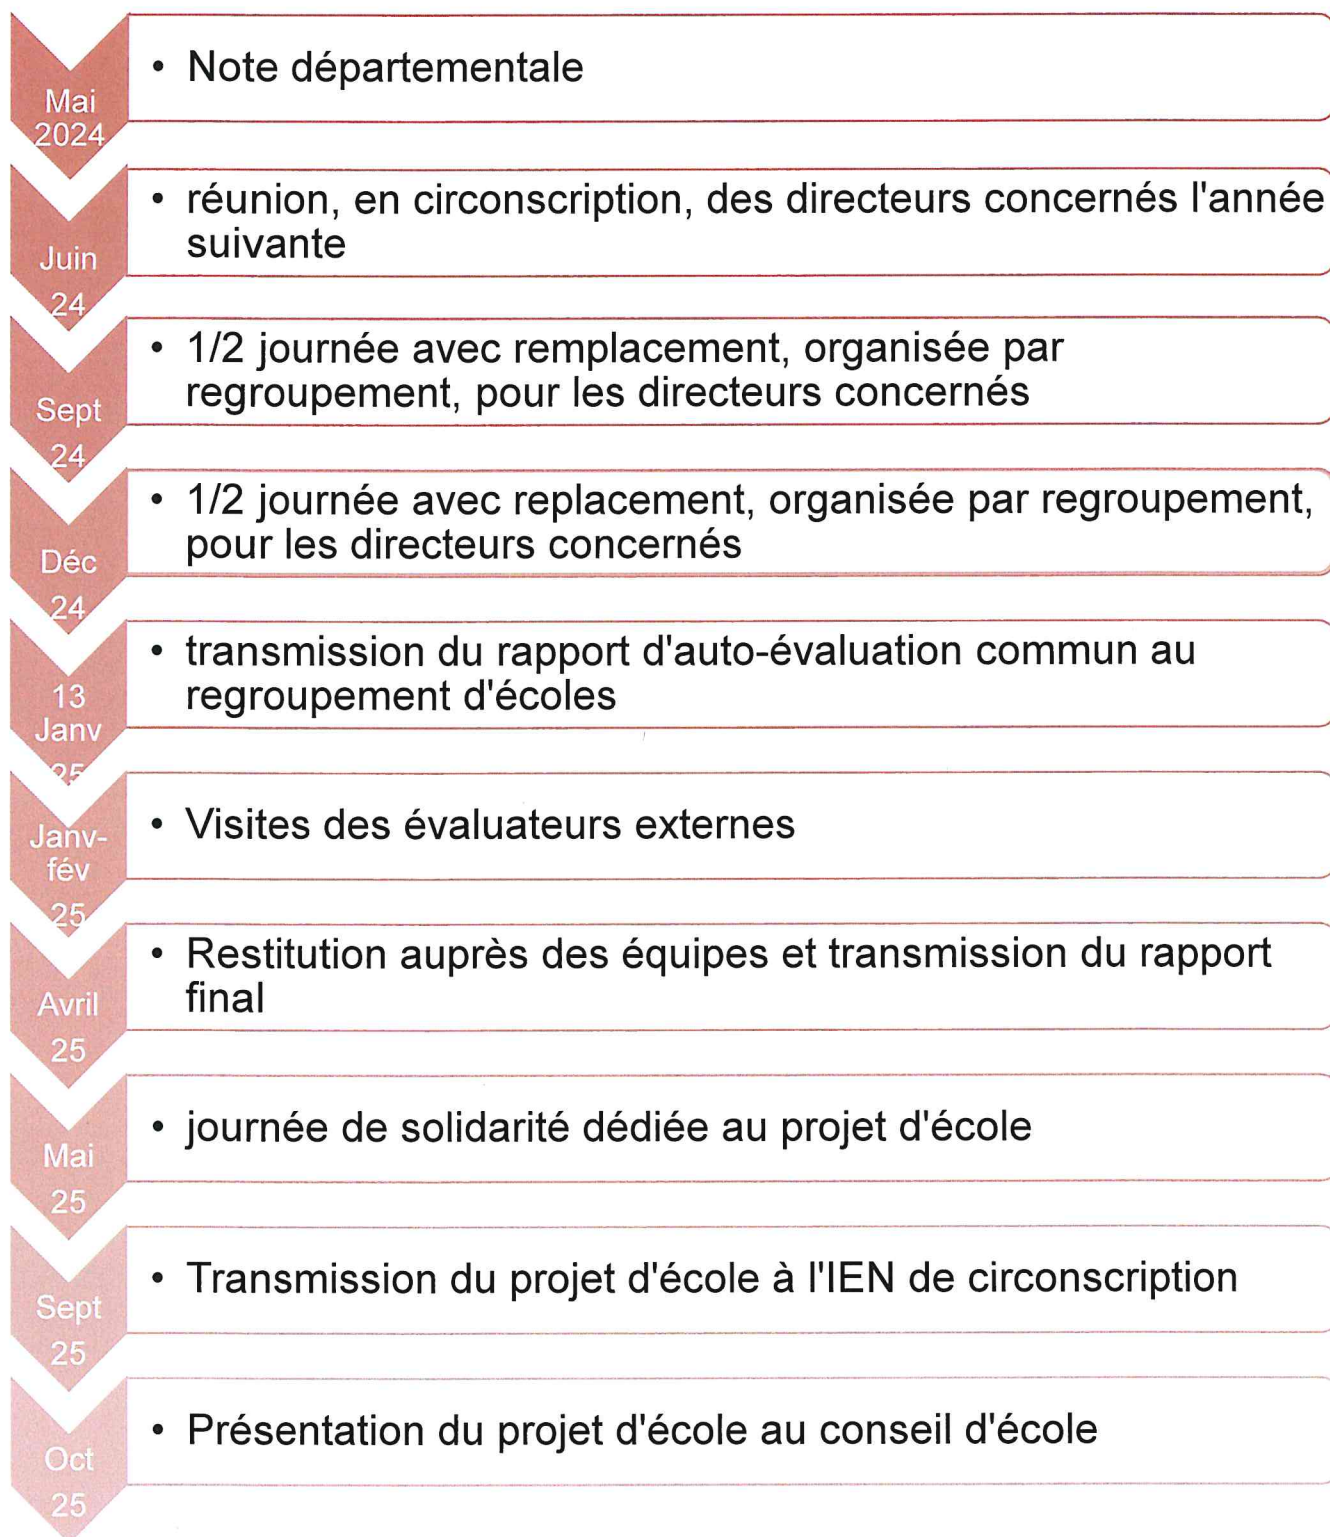 Mai
2024
• Note départementale
Juin
24
• réunion, en circonscription, des directeurs concernés l'année
suivante
Sept
24
• 1/2 journée avec remplacement, organisée par
regroupement, pour les directeurs concernés
Déc
24
• 1/2 journée avec replacement, organisée par regroupement,
pour les directeurs concernés
13
Janv
25
• transmission du rapport d'auto-évaluation commun au
regroupement d'écoles
Janv-
fév
25
• Visites des évaluateurs externes
Avril
25
• Restitution auprès des équipes et transmission du rapport
final
Mai
25
• journée de solidarité dédiée au projet d'école
Sept
25
• Transmission du projet d'école à l'IEN de circonscription
Oct
25
• Présentation du projet d'école au conseil d'école